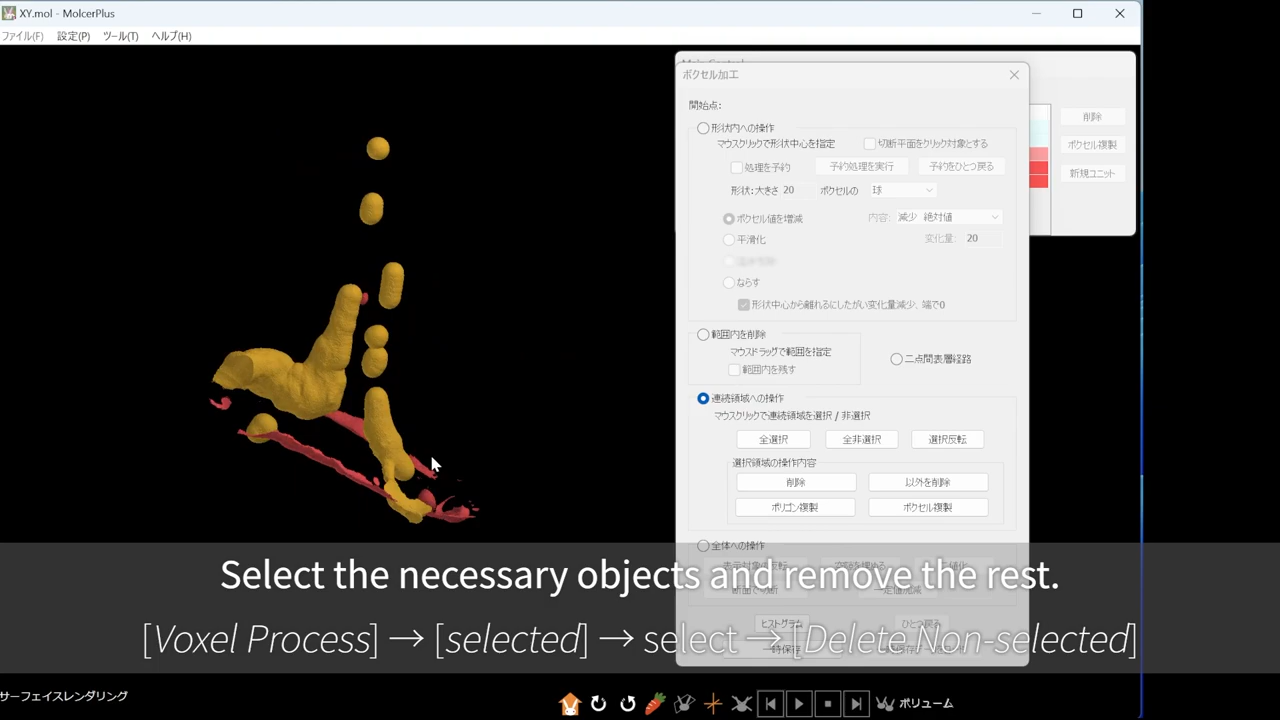 XY.mol - MolcerPlus
ファイル(F) 設定(P) ツール(T) ヘルプ(H)
ボクセル加工
開始点:
形状内への操作
マウスクリックで形状中心を指定 切断平面をクリック対象とする
処理を予約 予約処理を実行 予約をひとつ戻る
形状: 大きさ 20 ボクセルの 球
ボクセル値を増減 内容: 減少 絶対値
平滑化 変化量: 20
ならす
形状中心から離れるにしたがい変化量減少、端で0
範囲内を削除
マウスドラッグで範囲を指定
範囲内を残す
二点間表層経路
連続領域への操作
マウスクリックで連続領域を選択 / 非選択
全選択 全非選択 選択反転
選択領域の操作内容
削除 以外を削除
ポリゴン複製 ボクセル複製
全体への操作
ヒストグラム ひとつ戻る
一時保存
削除
ボクセル複製
新規ユニット
Select the necessary objects and remove the rest.
[Voxel Process] → [selected] → select → [Delete Non-selected]
サーフェイスレンダリング
ボリューム